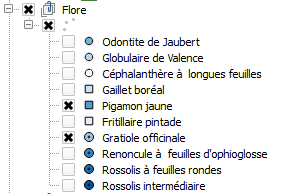 Flore
Odontite de Jaubert
Globulaire de Valence
Céphalanthère à longues feuilles
Gaillet boréal
Pigamon jaune
Fritillaire pintade
Gratiole officinale
Renoncule à feuilles d'ophioglosse
Rossolis à feuilles rondes
Rossolis intermédiaire